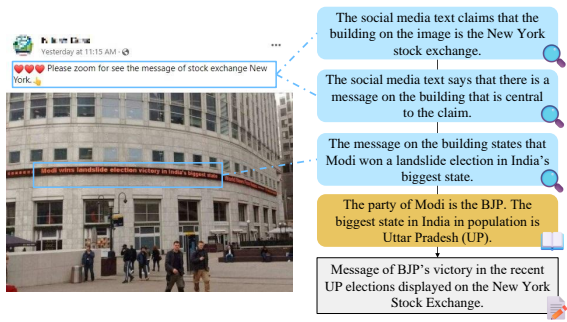 Yesterday at 11:15 AM
Please zoom for see the message of stock exchange New
York.
Modi wins landslide election victory in India's biggest state
The social media text claims that the
building on the image is the New York
stock exchange.
The social media text says that there is a
message on the building that is central
to the claim.
The message on the building states that
Modi won a landslide election in India's
biggest state.
The party of Modi is the BJP. The
biggest state in India in population is
Uttar Pradesh (UP).
Message of BJP's victory in the recent
UP elections displayed on the New York
Stock Exchange.